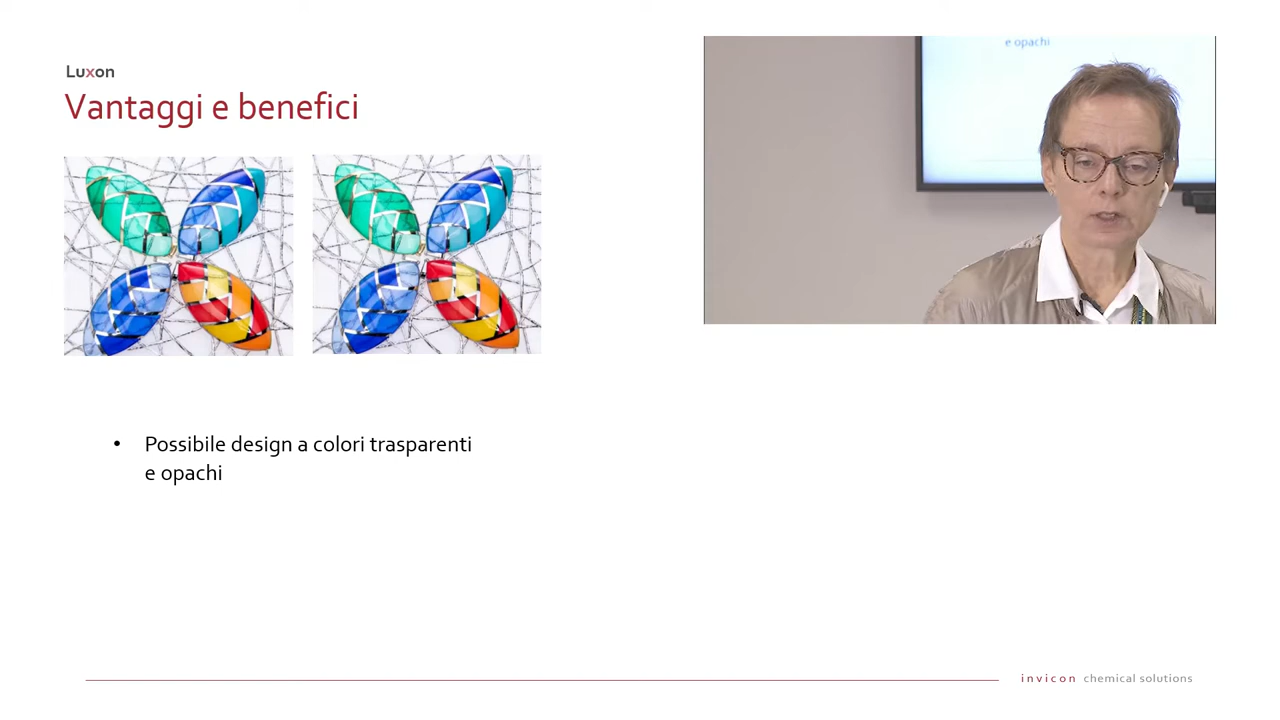 Luxon
Vantaggi e benefici
e opachi
Possibile design a colori trasparenti
e opachi
invicon chemical solutions